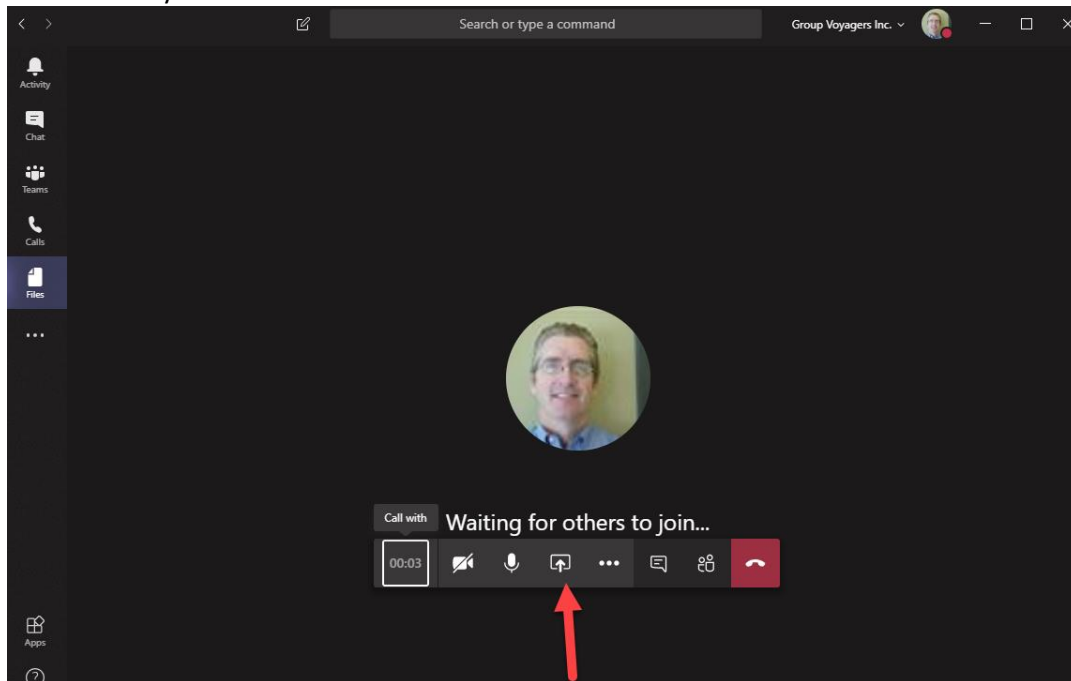 Search or type a command
Group Voyagers Inc.
Activity
Chat
Teams
Calls
Files
Call with
Waiting for others to join...
00:03
Apps